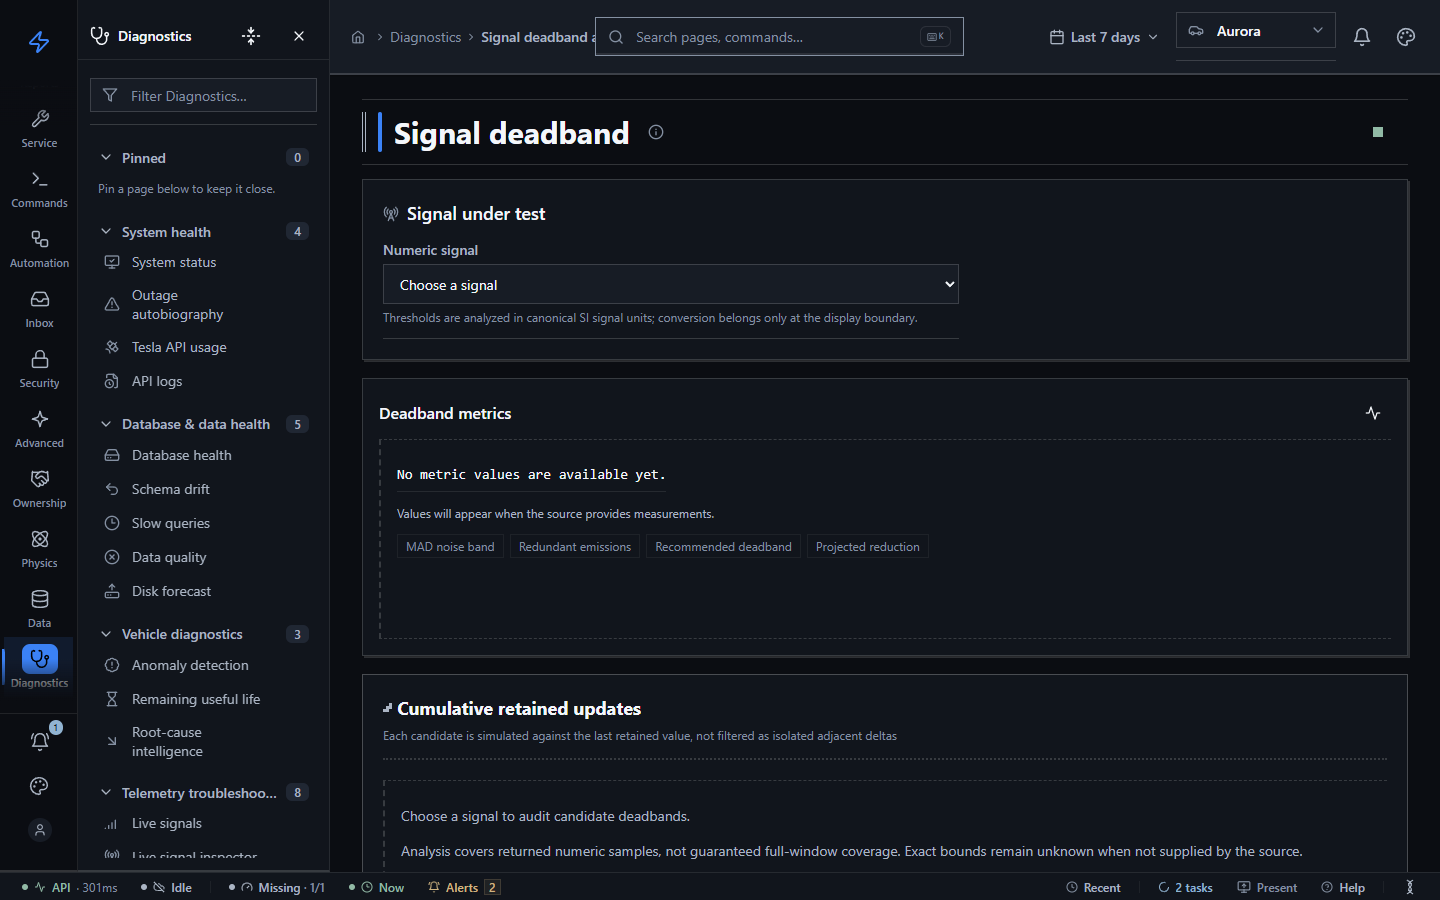 Service
Commands
Automation
Inbox
Security
Advanced
Ownership
Physics
Data
Diagnostics
1
Diagnostics
Filter Diagnostics...
Pinned 0
Pin a page below to keep it close.
System health 4
System status
Outage
autobiography
Tesla API usage
API logs
Database & data health 5
Database health
Schema drift
Slow queries
Data quality
Disk forecast
Vehicle diagnostics 3
Anomaly detection
Remaining useful life
Root-cause
intelligence
Telemetry troubleshoo... 8
Live signals
Live signal inspector
Diagnostics
Signal deadband a
Search pages, commands...
K
Last 7 days
Aurora
Signal deadband
Signal under test
Numeric signal
Choose a signal
Thresholds are analyzed in canonical SI signal units; conversion belongs only at the display boundary.
Deadband metrics
No metric values are available yet.
Values will appear when the source provides measurements.
MAD noise band
Redundant emissions
Recommended deadband
Projected reduction
Cumulative retained updates
Each candidate is simulated against the last retained value, not filtered as isolated adjacent deltas
Choose a signal to audit candidate deadbands.
Analysis covers returned numeric samples, not guaranteed full-window coverage. Exact bounds remain unknown when not supplied by the source.
API · 301ms
Idle
Missing · 1/1
Now
Alerts 2
Recent
2 tasks
Present
Help